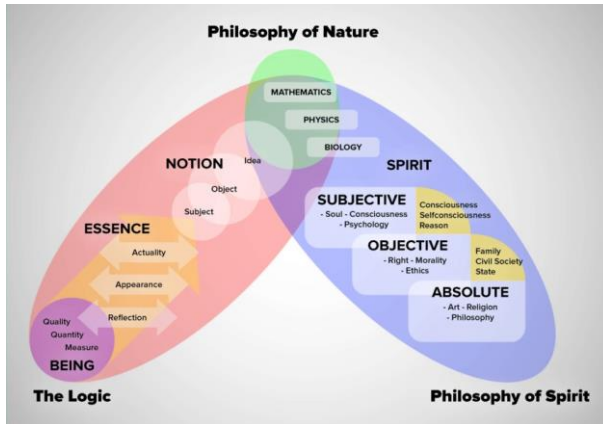 Philosophy of Nature
MATHEMATICS
PHYSICS
BIOLOGY
NOTION
Idea
Object
Subject
ESSENCE
Actuality
Appearance
Reflection
Quality
Quantity
Measure
BEING
The Logic
SPIRIT
SUBJECTIVE
- Soul - Consciousness
- Psychology
Consciousness
Selfconsciousness
Reason
OBJECTIVE
- Right - Morality
- Ethics
Family
Civil Society
State
ABSOLUTE
- Art - Religion
- Philosophy
Philosophy of Spirit